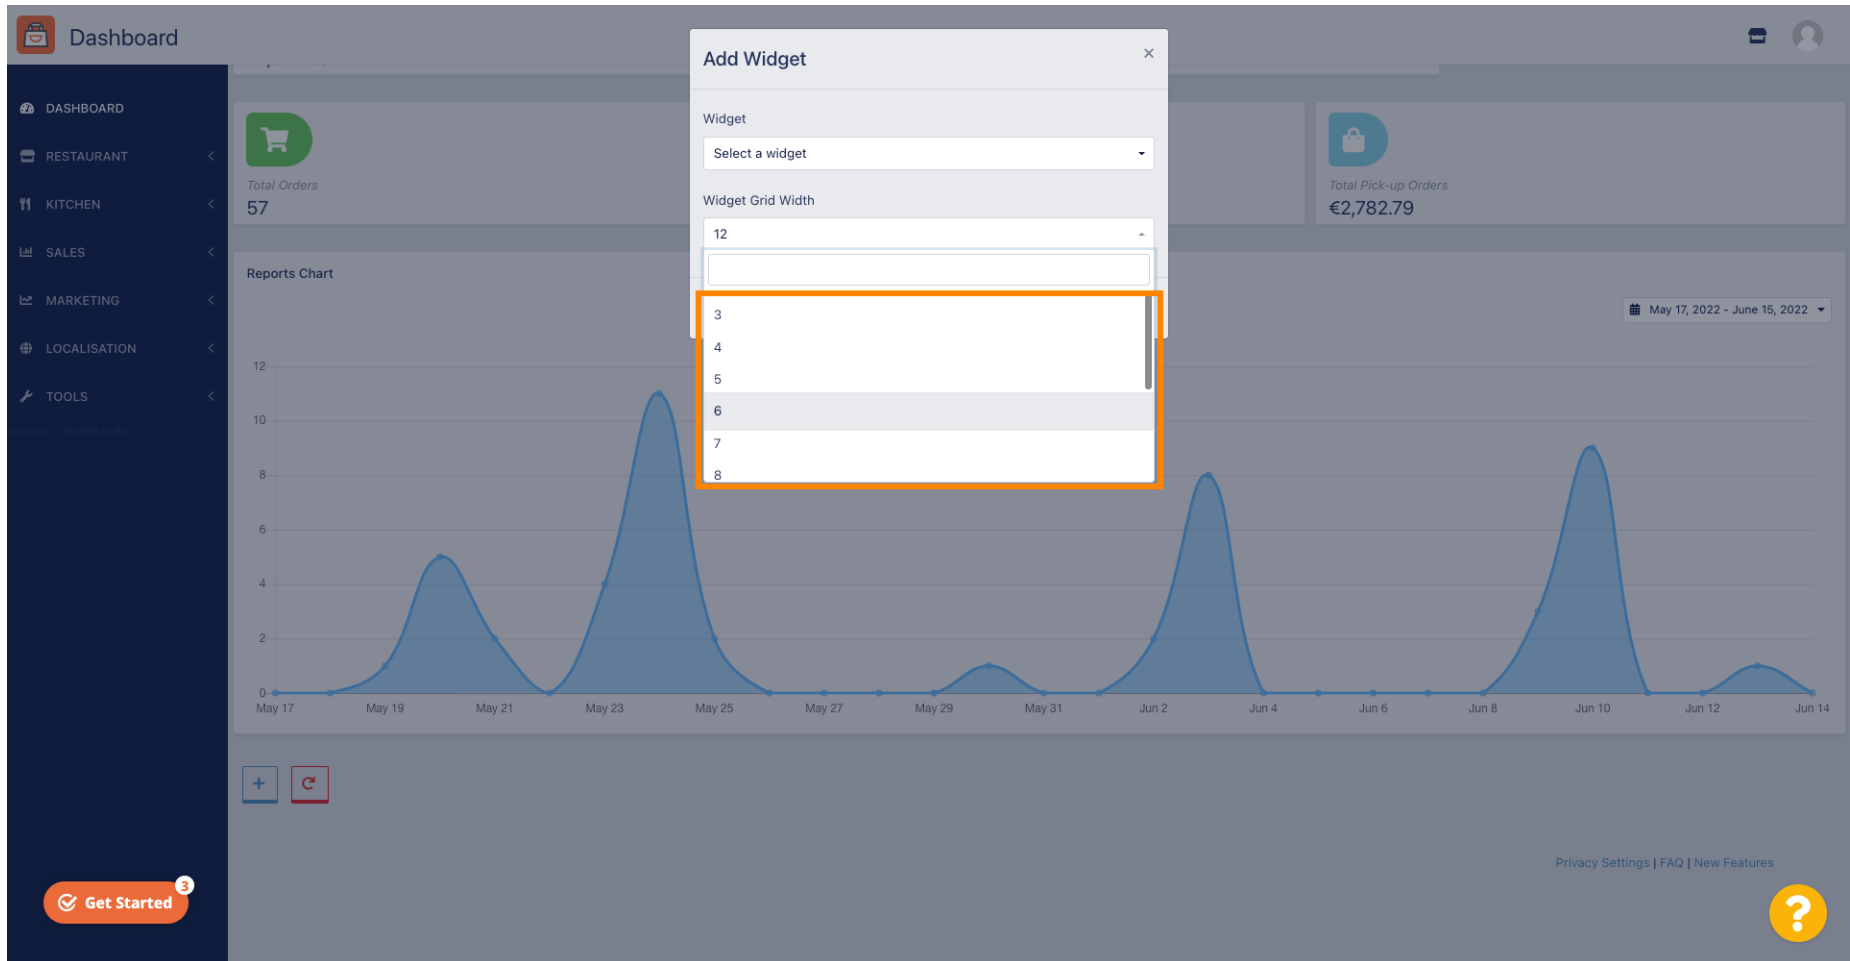 Dashboard
DASHBOARD
RESTAURANT
KITCHEN
SALES
MARKETING
LOCALISATION
TOOLS
Get Started
3
Total Orders
57
Total Pick-up Orders
€2,782.79
Reports Chart
May 17, 2022 - June 15, 2022
12
10
8
6
4
2
0
May 17 May 19 May 21 May 23 May 25 May 27 May 29 May 31 Jun 2 Jun 4 Jun 6 Jun 8 Jun 10 Jun 12 Jun 14
Add Widget
×
Widget
Select a widget
Widget Grid Width
12
3
4
5
6
7
8
Privacy Settings | FAQ | New Features
?